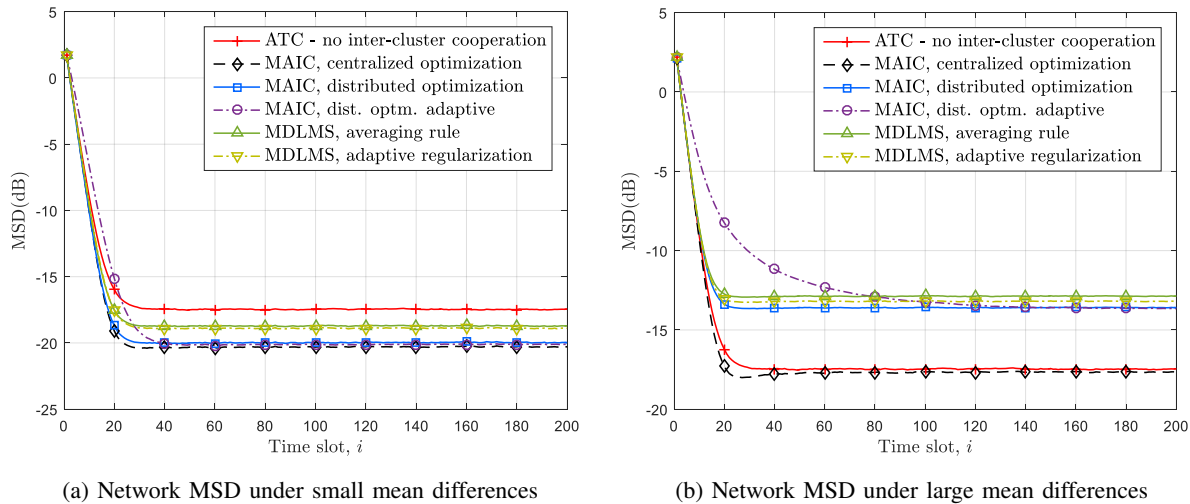 5
0
-5
-10
-15
-20
-25
MSD(dB)
0 20 40 60 80 100 120 140 160 180 200
Time slot, i
ATC - no inter-cluster cooperation
MAIC, centralized optimization
MAIC, distributed optimization
MAIC, dist. optm. adaptive
MDLMS, averaging rule
MDLMS, adaptive regularization
(a) Network MSD under small mean differences
5
0
-5
-10
-15
-20
MSD(dB)
0 20 40 60 80 100 120 140 160 180 200
Time slot, i
ATC - no inter-cluster cooperation
MAIC, centralized optimization
MAIC, distributed optimization
MAIC, dist. optm. adaptive
MDLMS, averaging rule
MDLMS, adaptive regularization
(b) Network MSD under large mean differences